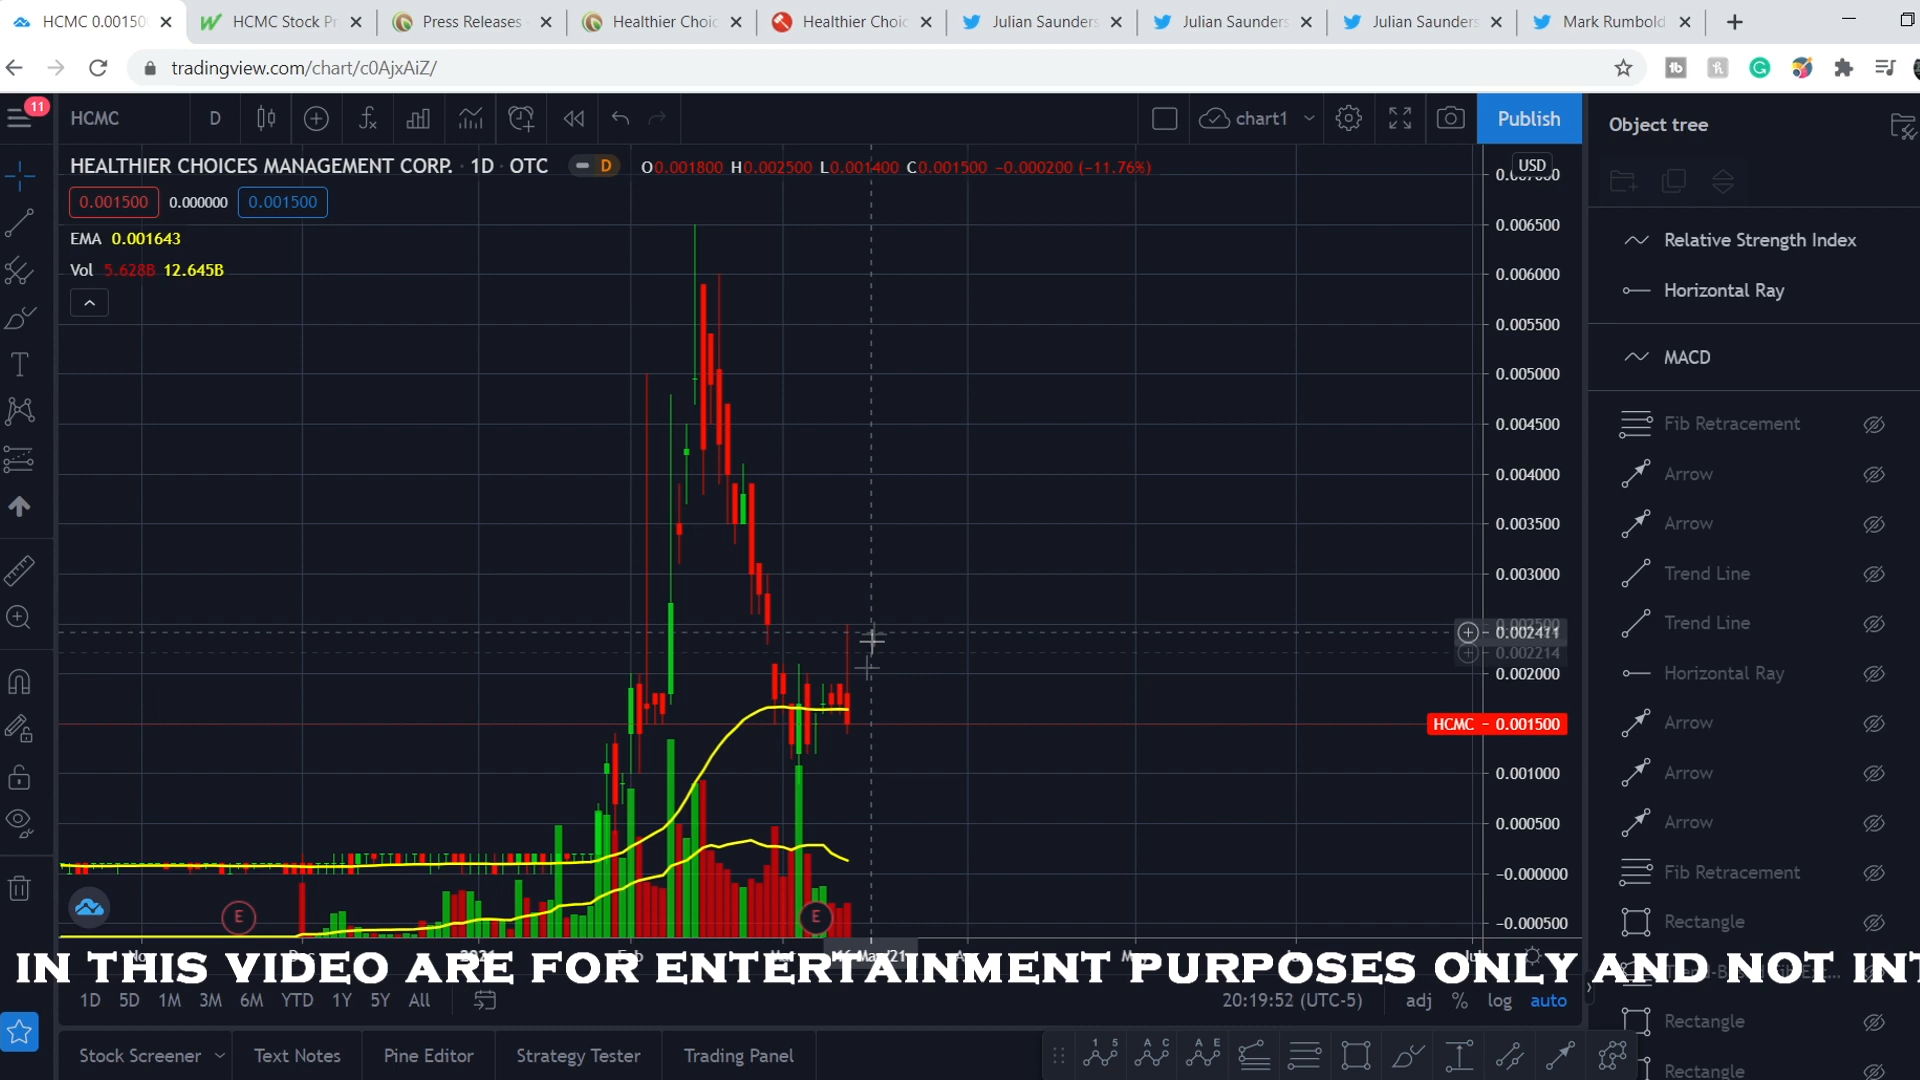 HCMC 0.00150
HCMC Stock Pr
Press Releases
Healthier Choic
Healthier Choic
Julian Saunders
Julian Saunders
Julian Saunders
Mark Rumbold
tradingview.com/chart/c0AjxAiZ/
11
HCMC
D
chart1
Publish
Object tree
HEALTHIER CHOICES MANAGEMENT CORP. · 1D · OTC
D
O0.001800 H0.002500 L0.001400 C0.001500 −0.000200 (−11.76%)
USD
0.001500 0.000000 0.001500
EMA 0.001643
Vol 5.628B 12.645B
0.006500
0.006000
0.005500
0.005000
0.004500
0.004000
0.003500
0.003000
0.002411
0.002214
0.002000
HCMC 0.001500
0.001000
0.000500
−0.000000
−0.000500
E
E
Relative Strength Index
Horizontal Ray
MACD
Fib Retracement
Arrow
Arrow
Trend Line
Trend Line
Horizontal Ray
Arrow
Arrow
Arrow
Fib Retracement
Rectangle
Rectangle
Rectangle
IN THIS VIDEO ARE FOR ENTERTAINMENT PURPOSES ONLY AND NOT INT
1D 5D 1M 3M 6M YTD 1Y 5Y All
20:19:52 (UTC-5)
adj % log auto
Stock Screener
Text Notes
Pine Editor
Strategy Tester
Trading Panel